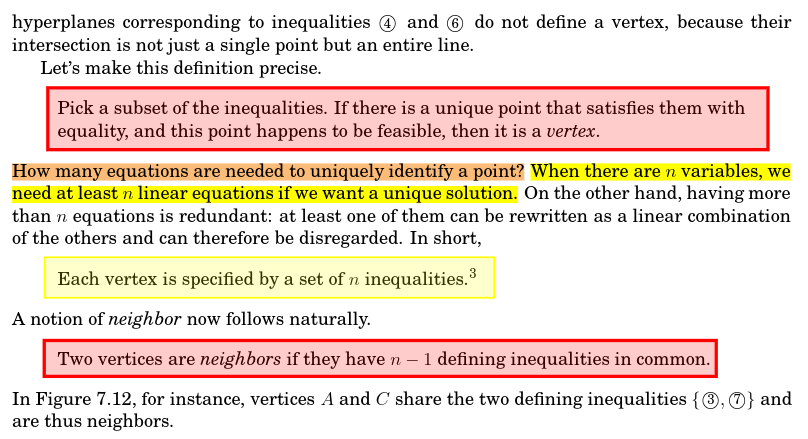 hyperplanes corresponding to inequalities ④ and ⑥ do not define a vertex, because their
intersection is not just a single point but an entire line.
Let's make this definition precise.
Pick a subset of the inequalities. If there is a unique point that satisfies them with
equality, and this point happens to be feasible, then it is a vertex.
How many equations are needed to uniquely identify a point? When there are n variables, we
need at least n linear equations if we want a unique solution. On the other hand, having more
than n equations is redundant: at least one of them can be rewritten as a linear combination
of the others and can therefore be disregarded. In short,
Each vertex is specified by a set of n inequalities.³
A notion of neighbor now follows naturally.
Two vertices are neighbors if they have n − 1 defining inequalities in common.
In Figure 7.12, for instance, vertices A and C share the two defining inequalities {③, ⑦} and
are thus neighbors.